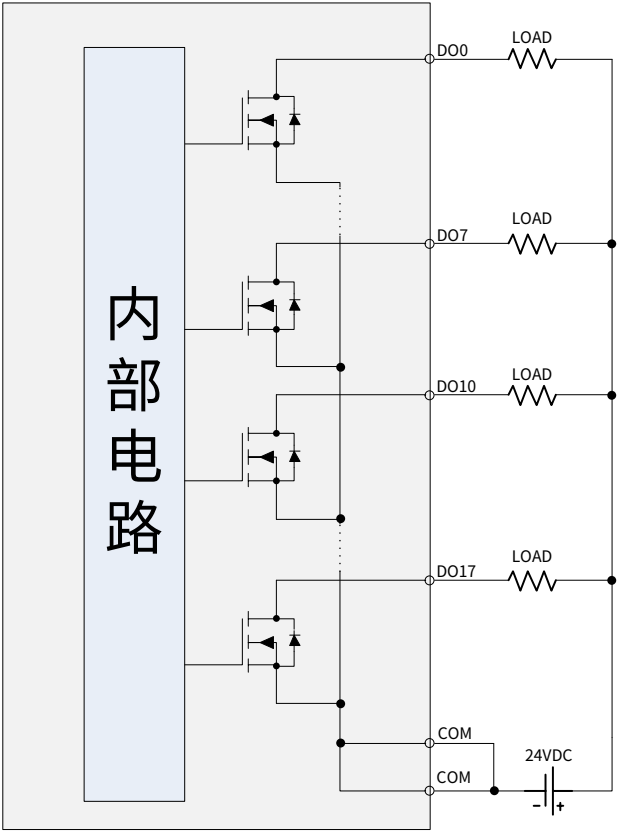 LOAD
DO0
LOAD
DO7
内
部
电
路
LOAD
DO10
LOAD
DO17
COM
24VDC
COM
- +